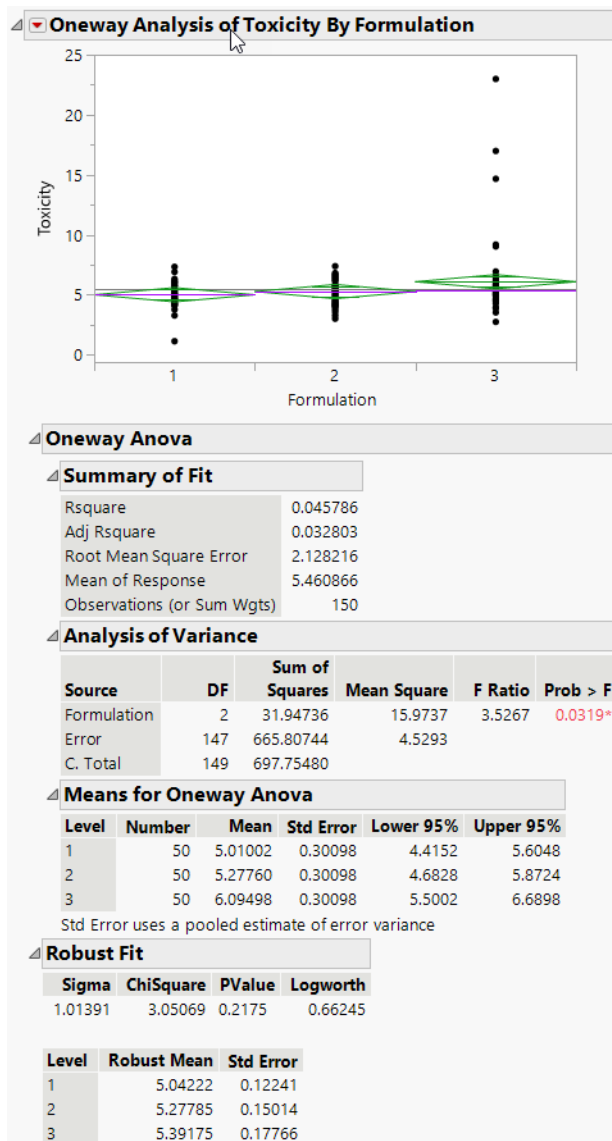 Oneway Analysis of Toxicity By Formulation
25
20
15
10
5
0
Toxicity
1 2 3
Formulation
Oneway Anova
Summary of Fit
Rsquare 0.045786
Adj Rsquare 0.032803
Root Mean Square Error 2.128216
Mean of Response 5.460866
Observations (or Sum Wgts) 150
Analysis of Variance
Sum of
Source DF Squares Mean Square F Ratio Prob > F
Formulation 2 31.94736 15.9737 3.5267 0.0319*
Error 147 665.80744 4.5293
C. Total 149 697.75480
Means for Oneway Anova
Level Number Mean Std Error Lower 95% Upper 95%
1 50 5.01002 0.30098 4.4152 5.6048
2 50 5.27760 0.30098 4.6828 5.8724
3 50 6.09498 0.30098 5.5002 6.6898
Std Error uses a pooled estimate of error variance
Robust Fit
Sigma ChiSquare PValue Logworth
1.01391 3.05069 0.2175 0.66245
Level Robust Mean Std Error
1 5.04222 0.12241
2 5.27785 0.15014
3 5.39175 0.17766